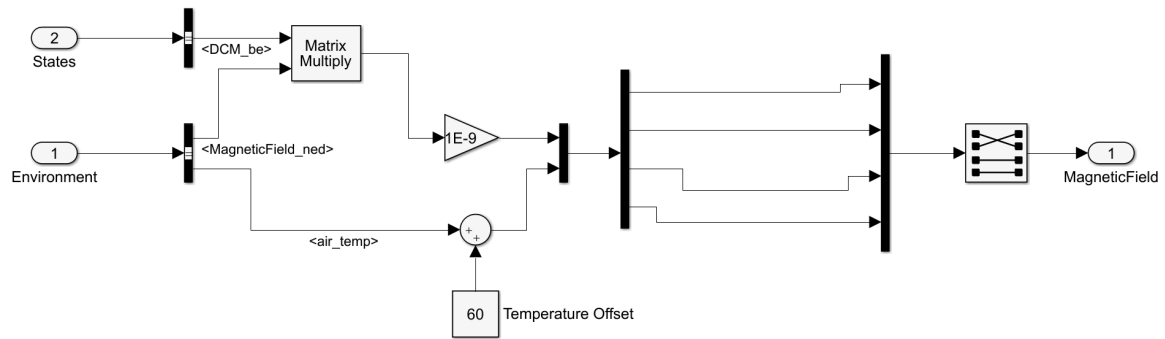 2
States
<DCM_be>
Matrix
Multiply
1
Environment
<MagneticField_ned>
1E-9
<air_temp>
+
+
60
Temperature Offset
1
MagneticField